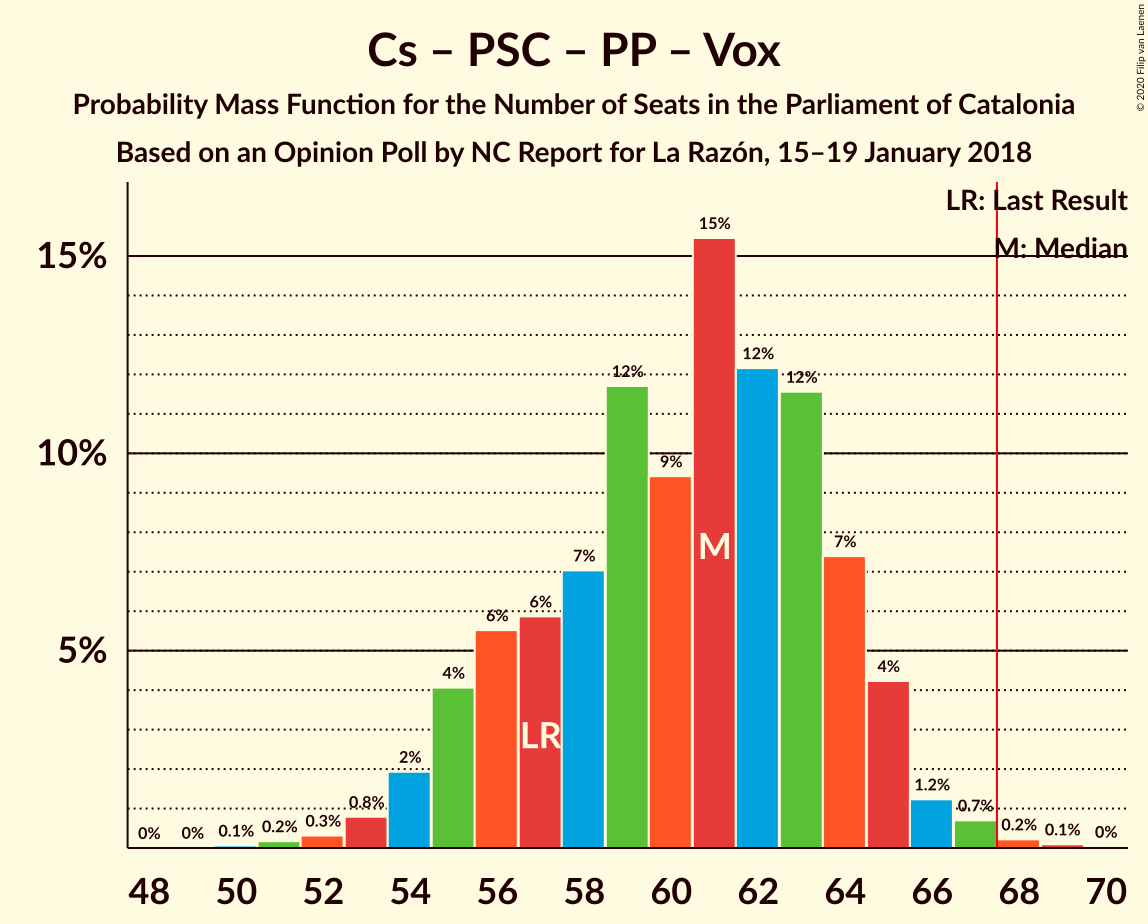 Cs – PSC – PP – Vox
Probability Mass Function for the Number of Seats in the Parliament of Catalonia
Based on an Opinion Poll by NC Report for La Razón, 15–19 January 2018
© 2020 Filip van Laenen
LR: Last Result
M: Median
15%
10%
5%
0% 0% 0.1% 0.2% 0.3% 0.8% 2% 4% 6% 6% 7% 12% 9% 15% 12% 12% 7% 4% 1.2% 0.7% 0.2% 0.1% 0%
M
LR
48 50 52 54 56 58 60 62 64 66 68 70